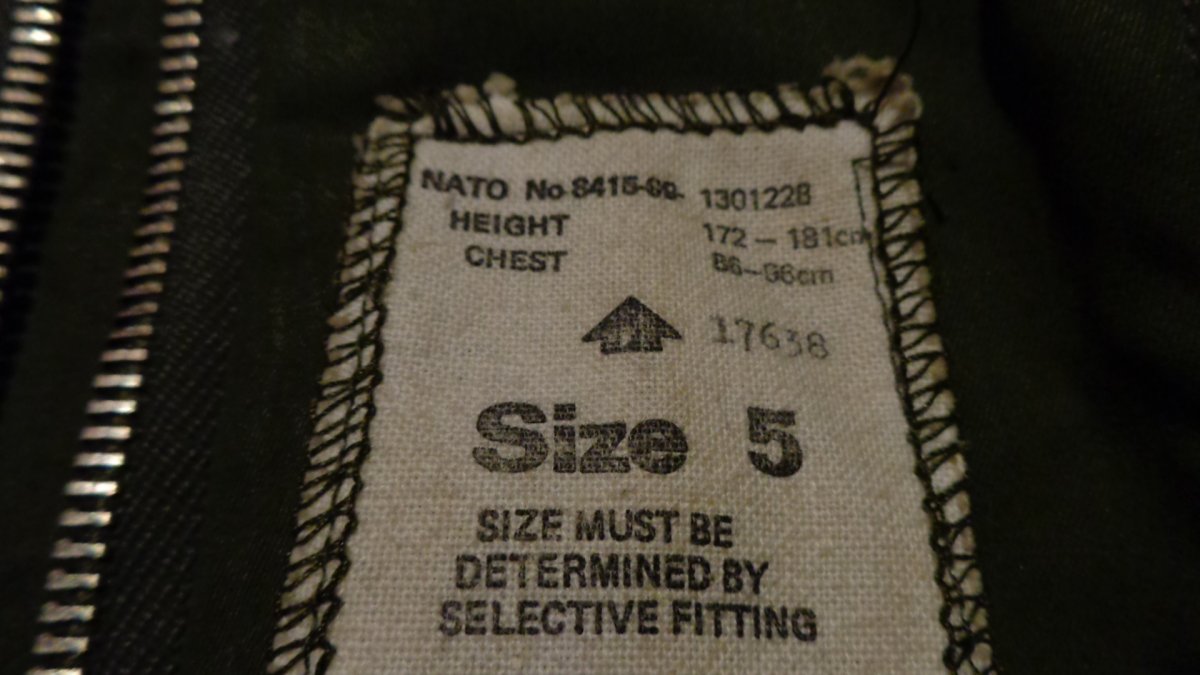 NATO No 8415-99- 1301228
HEIGHT 172 – 181cm
CHEST 86–96cm
17638
Size 5
SIZE MUST BE
DETERMINED BY
SELECTIVE FITTING